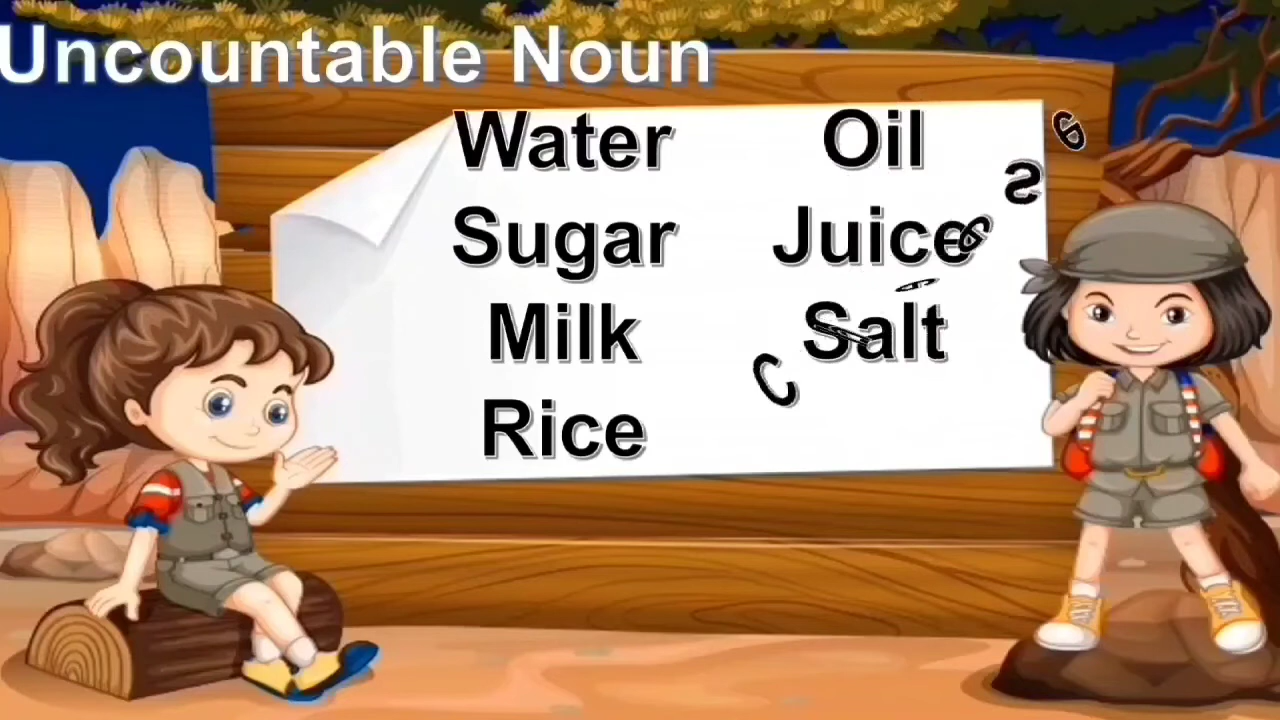 Uncountable Noun
Water
Sugar
Milk
Rice
Oil
Juice
Salt